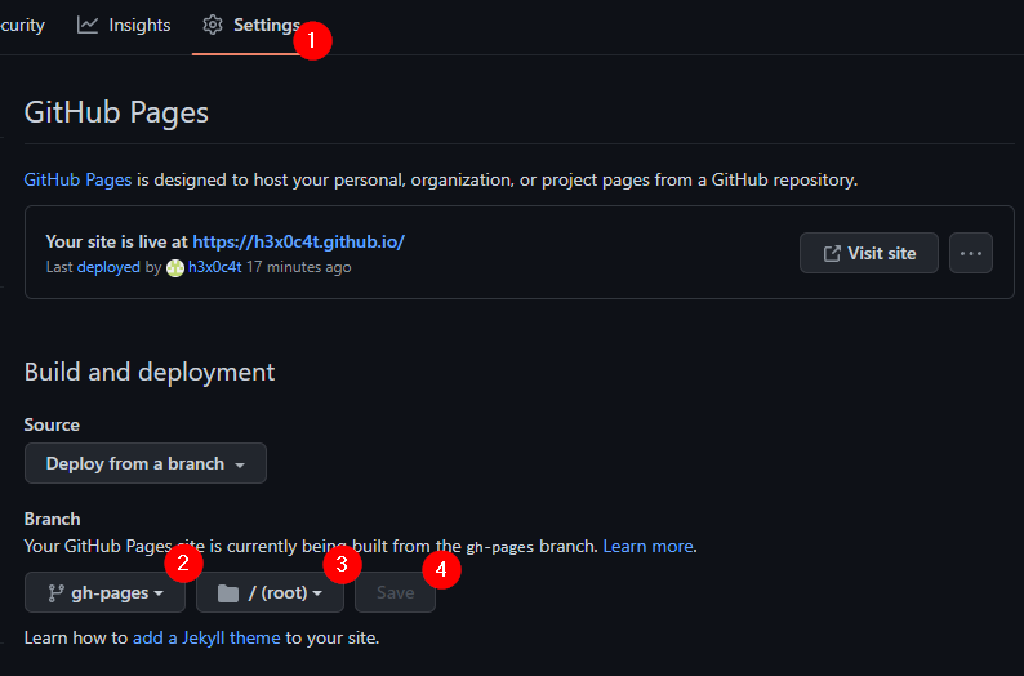 curity Insights Settings 1
GitHub Pages
GitHub Pages is designed to host your personal, organization, or project pages from a GitHub repository.
Your site is live at https://h3x0c4t.github.io/
Last deployed by h3x0c4t 17 minutes ago
Visit site ...
Build and deployment
Source
Deploy from a branch
Branch
Your GitHub Pages site is currently being built from the gh-pages branch. Learn more.
2 3 4
gh-pages / (root) Save
Learn how to add a Jekyll theme to your site.